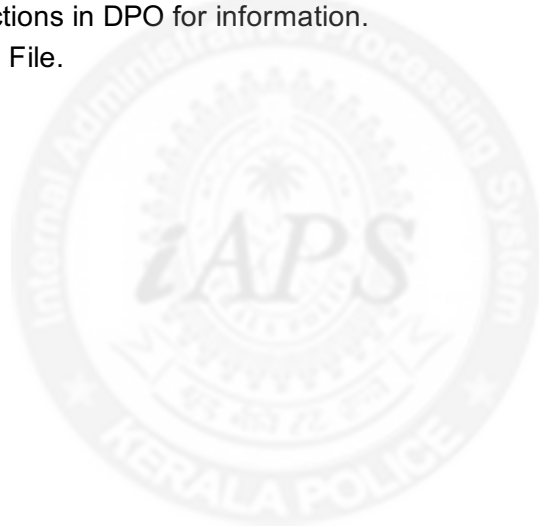 ctions in DPO for information.
File.
Internal Administration Processing System
iAPS
KERALA POLICE